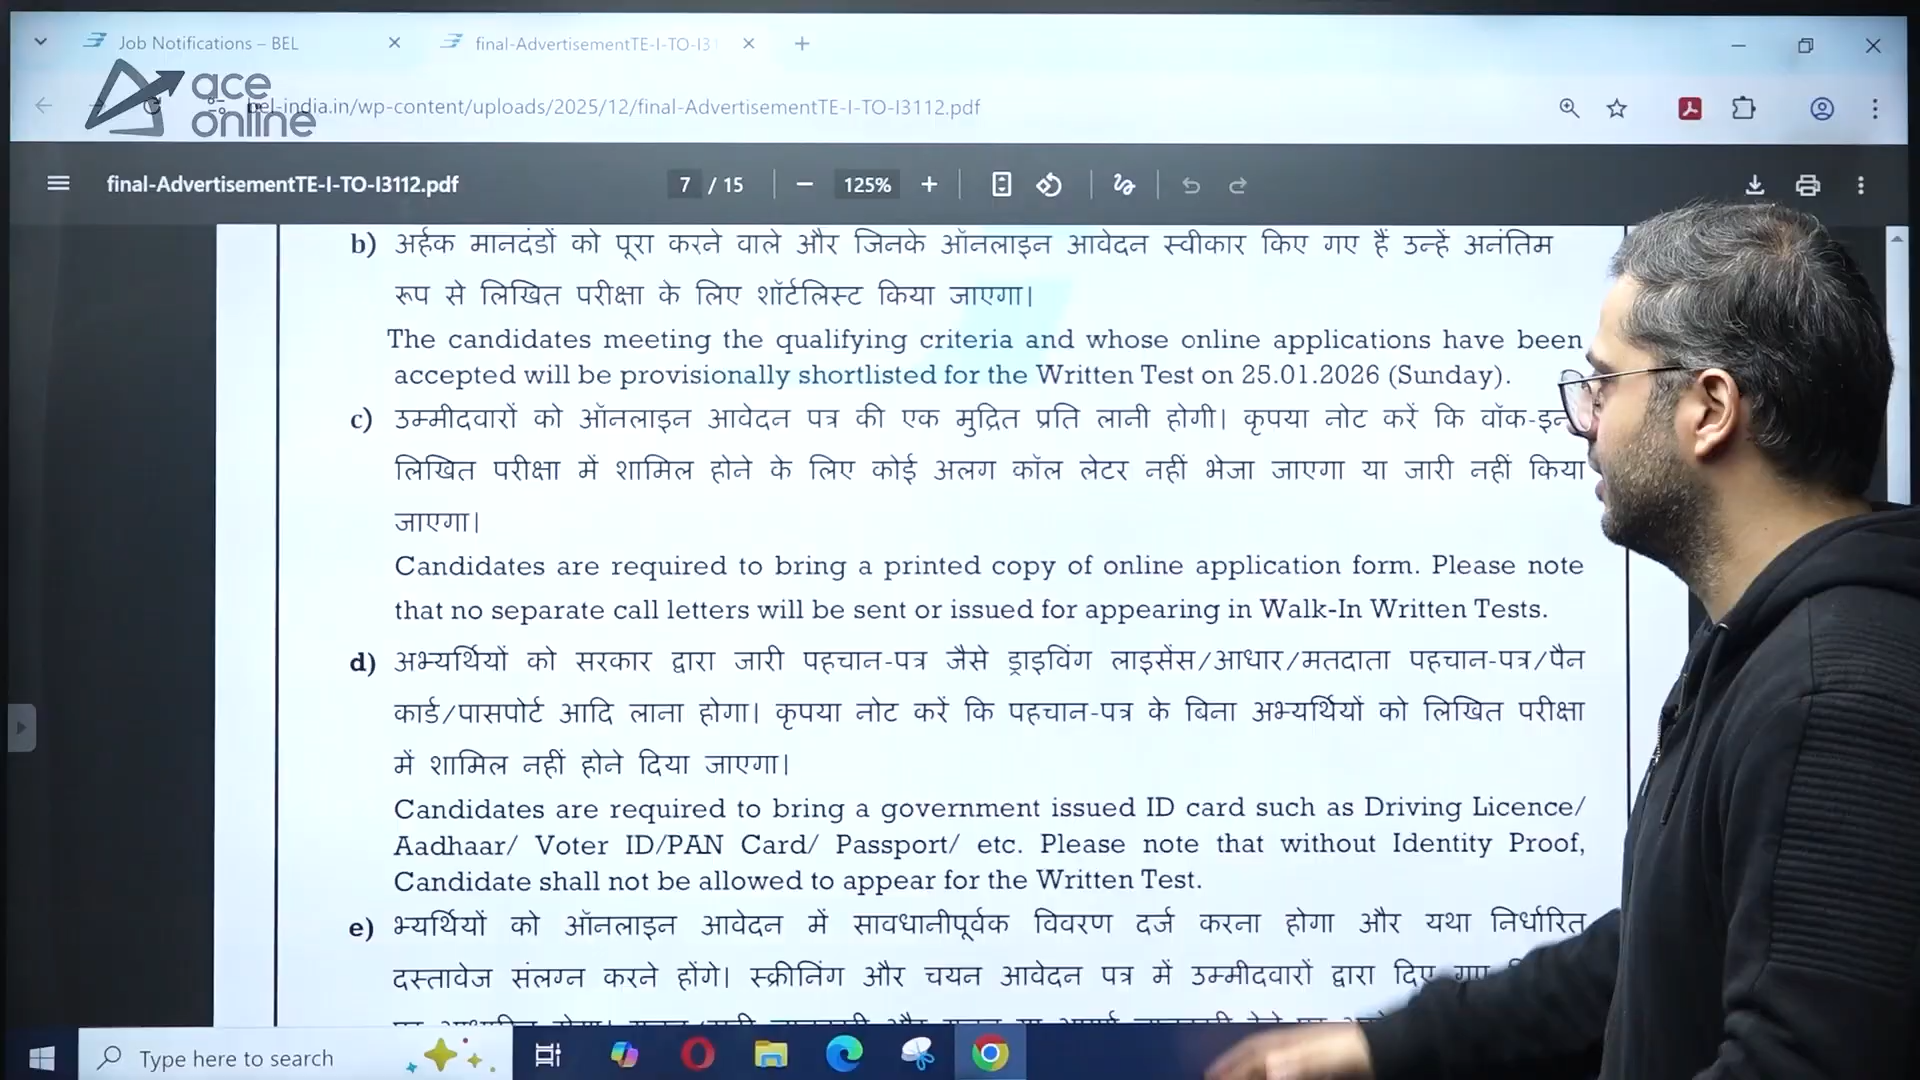 Job Notifications – BEL
final-AdvertisementTE-I-TO-I3
ace
online
bel-india.in/wp-content/uploads/2025/12/final-AdvertisementTE-I-TO-I3112.pdf
final-AdvertisementTE-I-TO-I3112.pdf
7 / 15
125%
b) अर्हक मानदंडों को पूरा करने वाले और जिनके ऑनलाइन आवेदन स्वीकार किए गए हैं उन्हें अनंतिम
रूप से लिखित परीक्षा के लिए शॉर्टलिस्ट किया जाएगा।
The candidates meeting the qualifying criteria and whose online applications have been
accepted will be provisionally shortlisted for the Written Test on 25.01.2026 (Sunday).
c) उम्मीदवारों को ऑनलाइन आवेदन पत्र की एक मुद्रित प्रति लानी होगी। कृपया नोट करें कि वॉक-इन
लिखित परीक्षा में शामिल होने के लिए कोई अलग कॉल लेटर नहीं भेजा जाएगा या जारी नहीं किया
जाएगा।
Candidates are required to bring a printed copy of online application form. Please note
that no separate call letters will be sent or issued for appearing in Walk-In Written Tests.
d) अभ्यर्थियों को सरकार द्वारा जारी पहचान-पत्र जैसे ड्राइविंग लाइसेंस/आधार/मतदाता पहचान-पत्र/पैन
कार्ड/पासपोर्ट आदि लाना होगा। कृपया नोट करें कि पहचान-पत्र के बिना अभ्यर्थियों को लिखित परीक्षा
में शामिल नहीं होने दिया जाएगा।
Candidates are required to bring a government issued ID card such as Driving Licence/
Aadhaar/ Voter ID/PAN Card/ Passport/ etc. Please note that without Identity Proof,
Candidate shall not be allowed to appear for the Written Test.
e) भ्यर्थियों को ऑनलाइन आवेदन में सावधानीपूर्वक विवरण दर्ज करना होगा और यथा निर्धारित
दस्तावेज संलग्न करने होंगे। स्क्रीनिंग और चयन आवेदन पत्र में उम्मीदवारों द्वारा दिए गए
Type here to search